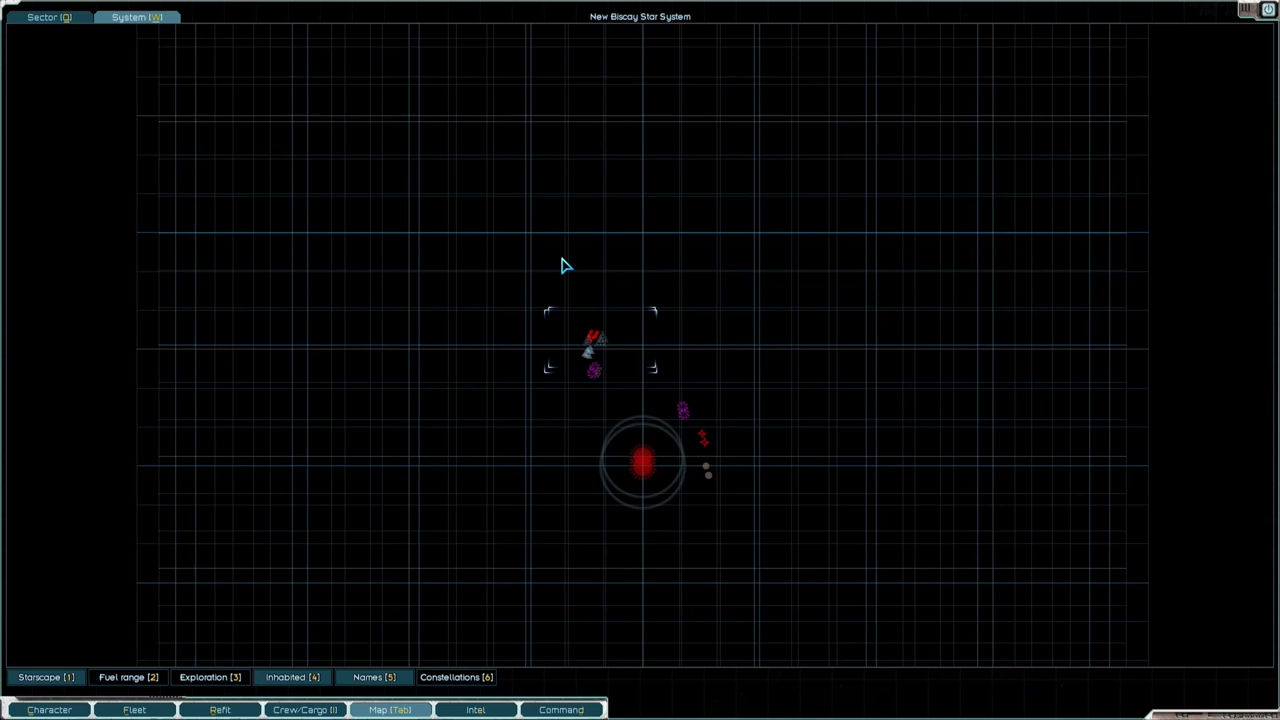 Sector [Q]
System [W]
New Biscay Star System
Starscape [1]
Fuel range [2]
Exploration [3]
Inhabited [4]
Names [5]
Constellations [6]
Character
Fleet
Refit
Crew/Cargo [I]
Map [Tab]
Intel
Command